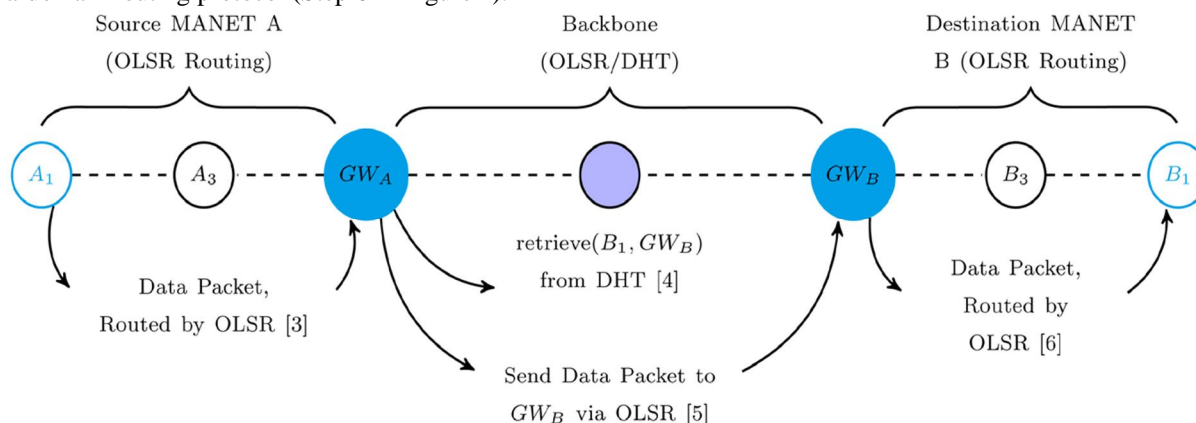 Source MANET A
(OLSR Routing)
Backbone
(OLSR/DHT)
Destination MANET
B (OLSR Routing)
A1
A3
GWA
GWB
B3
B1
Data Packet,
Routed by OLSR [3]
retrieve(B1, GWB)
from DHT [4]
Send Data Packet to
GWB via OLSR [5]
Data Packet,
Routed by
OLSR [6]